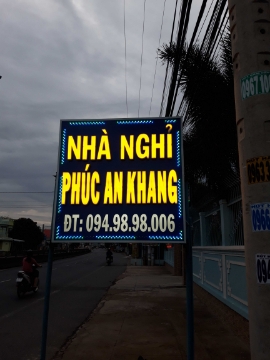 NHÀ NGHỈ
PHÚC AN KHANG
ĐT: 094.98.98.006